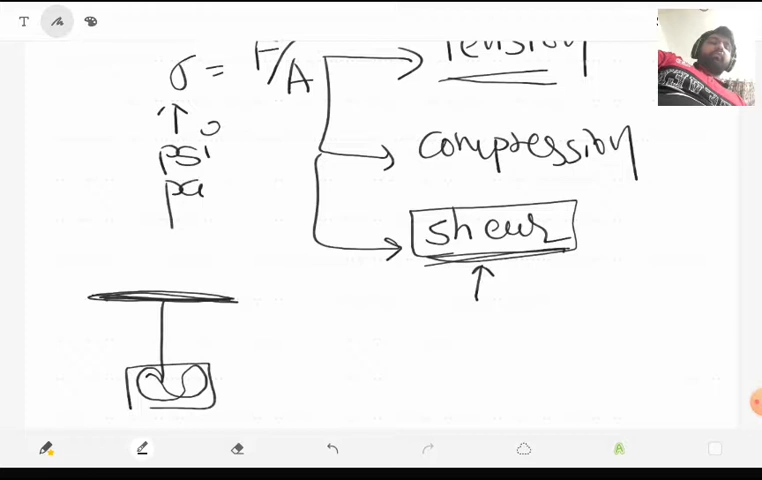 σ = F/A
Tension
compression
psi
pa
shear
T
A